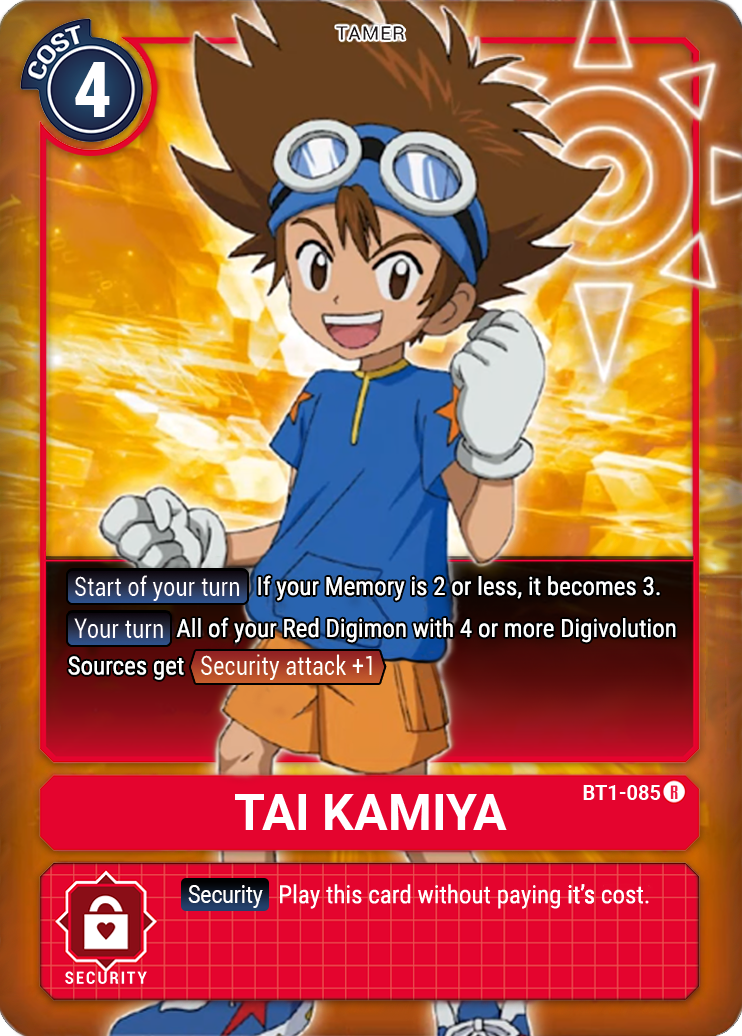 TAMER
COST
4
Start of your turn If your Memory is 2 or less, it becomes 3.
Your turn All of your Red Digimon with 4 or more Digivolution
Sources get Security attack +1
BT1-085 R
TAI KAMIYA
Security Play this card without paying it's cost.
SECURITY